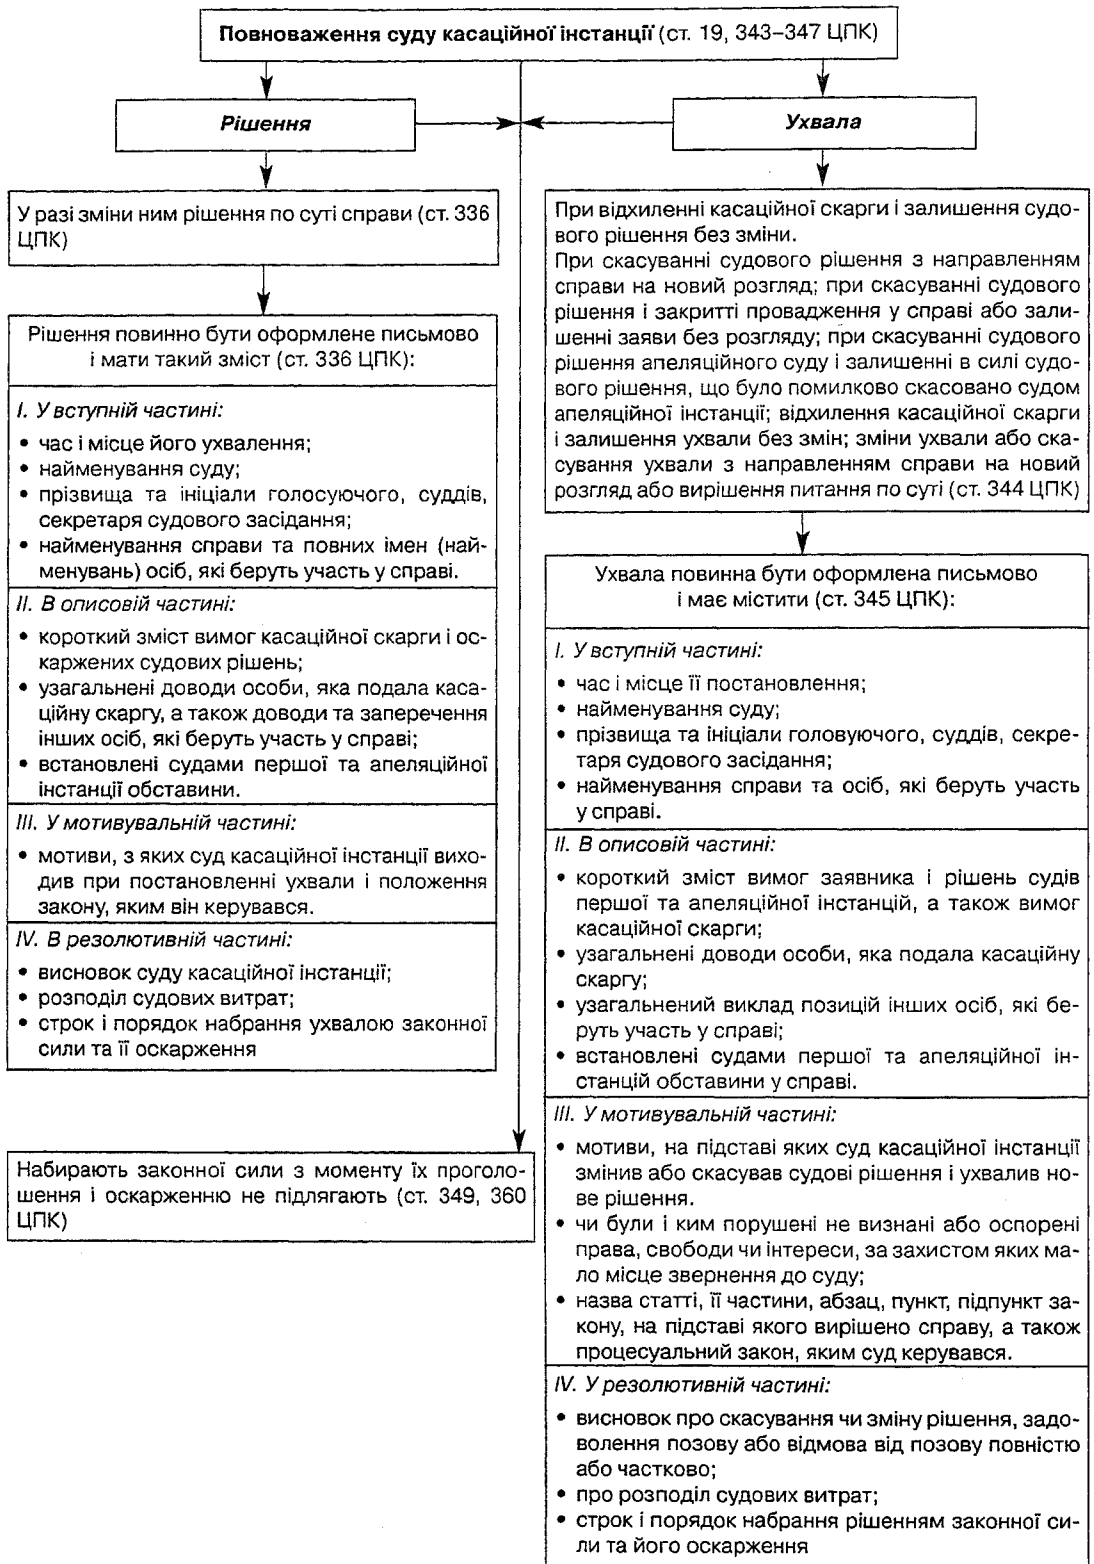 Повноваження суду касаційної інстанції (ст. 19, 343–347 ЦПК)
Рішення
Ухвала
У разі зміни ним рішення по суті справи (ст. 336
ЦПК)
Рішення повинно бути оформлене письмово
і мати такий зміст (ст. 336 ЦПК):
I. У вступній частині:
• час і місце його ухвалення;
• найменування суду;
• прізвища та ініціали голосуючого, суддів,
секретаря судового засідання;
• найменування справи та повних імен (най-
менувань) осіб, які беруть участь у справі.
II. В описовій частині:
• короткий зміст вимог касаційної скарги і ос-
каржених судових рішень;
• узагальнені доводи особи, яка подала каса-
ційну скаргу, а також доводи та заперечення
інших осіб, які беруть участь у справі;
• встановлені судами першої та апеляційної
інстанції обставини.
III. У мотивувальній частині:
• мотиви, з яких суд касаційної інстанції вихо-
див при постановленні ухвали і положення
закону, яким він керувався.
IV. В резолютивній частині:
• висновок суду касаційної інстанції;
• розподіл судових витрат;
• строк і порядок набрання ухвалою законної
сили та її оскарження
Набирають законної сили з моменту їх проголо-
шення і оскарженню не підлягають (ст. 349, 360
ЦПК)
При відхиленні касаційної скарги і залишення судо-
вого рішення без зміни.
При скасуванні судового рішення з направленням
справи на новий розгляд; при скасуванні судового
рішення і закритті провадження у справі або зали-
шенні заяви без розгляду; при скасуванні судового
рішення апеляційного суду і залишенні в силі судо-
вого рішення, що було помилково скасовано судом
апеляційної інстанції; відхилення касаційної скарги
і залишення ухвали без змін; зміни ухвали або ска-
сування ухвали з направленням справи на новий
розгляд або вирішення питання по суті (ст. 344 ЦПК)
Ухвала повинна бути оформлена письмово
і має містити (ст. 345 ЦПК):
I. У вступній частині:
• час і місце її постановлення;
• найменування суду;
• прізвища та ініціали головуючого, суддів, секре-
таря судового засідання;
• найменування справи та осіб, які беруть участь
у справі.
II. В описовій частині:
• короткий зміст вимог заявника і рішень судів
першої та апеляційної інстанцій, а також вимог
касаційної скарги;
• узагальнені доводи особи, яка подала касаційну
скаргу;
• узагальнений виклад позицій інших осіб, які бе-
руть участь у справі;
• встановлені судами першої та апеляційної ін-
станцій обставини у справі.
III. У мотивувальній частині:
• мотиви, на підставі яких суд касаційної інстанції
змінив або скасував судові рішення і ухвалив но-
ве рішення.
• чи були і ким порушені не визнані або оспорені
права, свободи чи інтереси, за захистом яких ма-
ло місце звернення до суду;
• назва статті, її частини, абзац, пункт, підпункт за-
кону, на підставі якого вирішено справу, а також
процесуальний закон, яким суд керувався.
IV. У резолютивній частині:
• висновок про скасування чи зміну рішення, задо-
волення позову або відмова від позову повністю
або частково;
• про розподіл судових витрат;
• строк і порядок набрання рішенням законної си-
ли та його оскарження